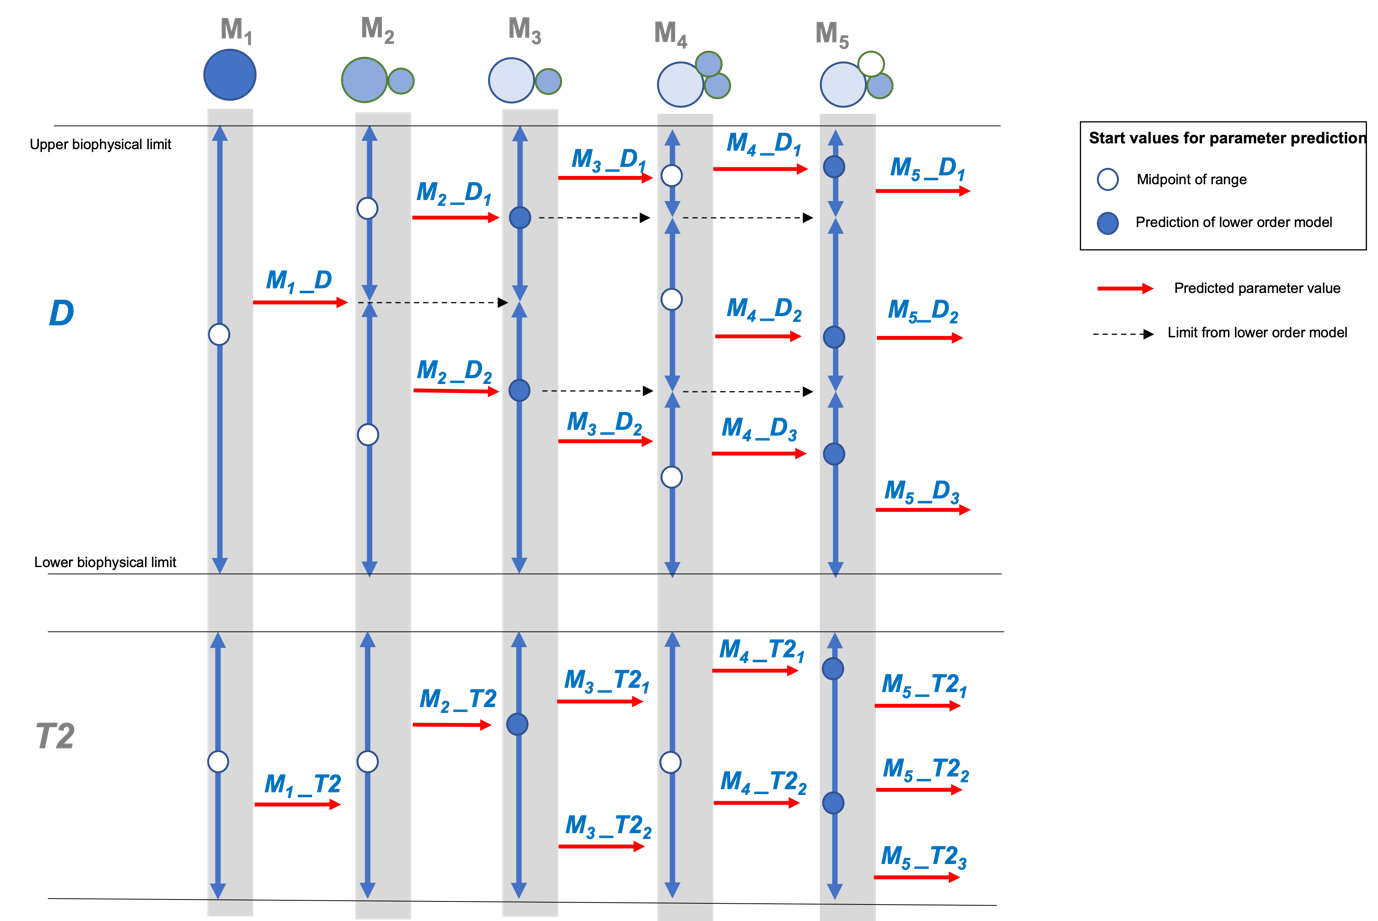 M1
M2
M3
M4
M5
Upper biophysical limit
Start values for parameter prediction
Midpoint of range
Prediction of lower order model
Predicted parameter value
Limit from lower order model
D
M1_D
M2_D1
M2_D2
M3_D1
M3_D2
M4_D1
M4_D2
M4_D3
M5_D1
M5_D2
M5_D3
Lower biophysical limit
T2
M1_T2
M2_T2
M3_T21
M3_T22
M4_T21
M4_T22
M5_T21
M5_T22
M5_T23